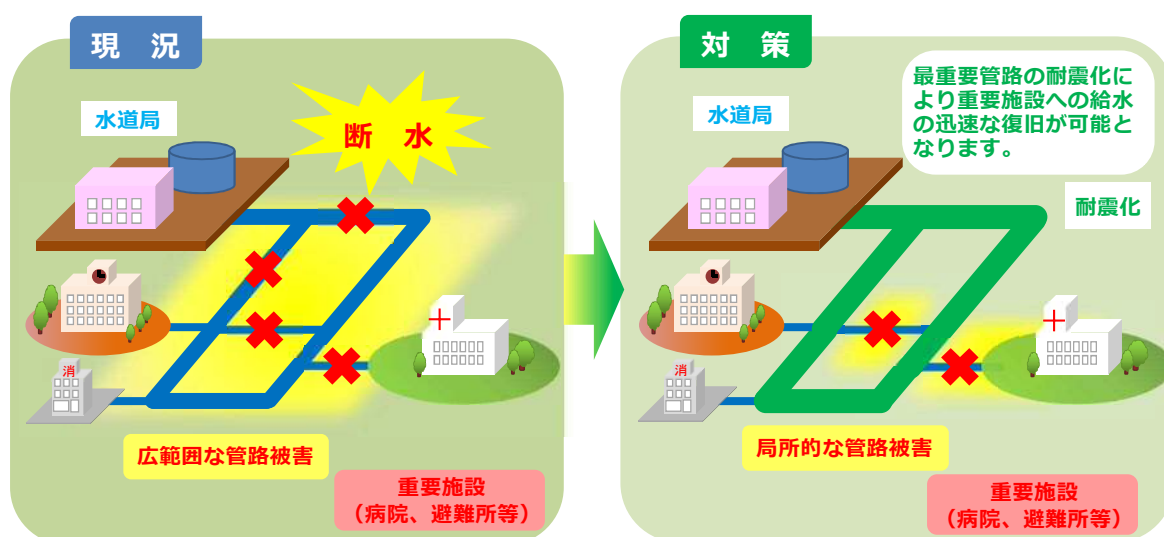 現　況
水道局
断　水
消
広範囲な管路被害
重要施設
（病院、避難所等）
対　策
最重要管路の耐震化に
より重要施設への給水
の迅速な復旧が可能と
なります。
水道局
耐震化
消
局所的な管路被害
重要施設
（病院、避難所等）